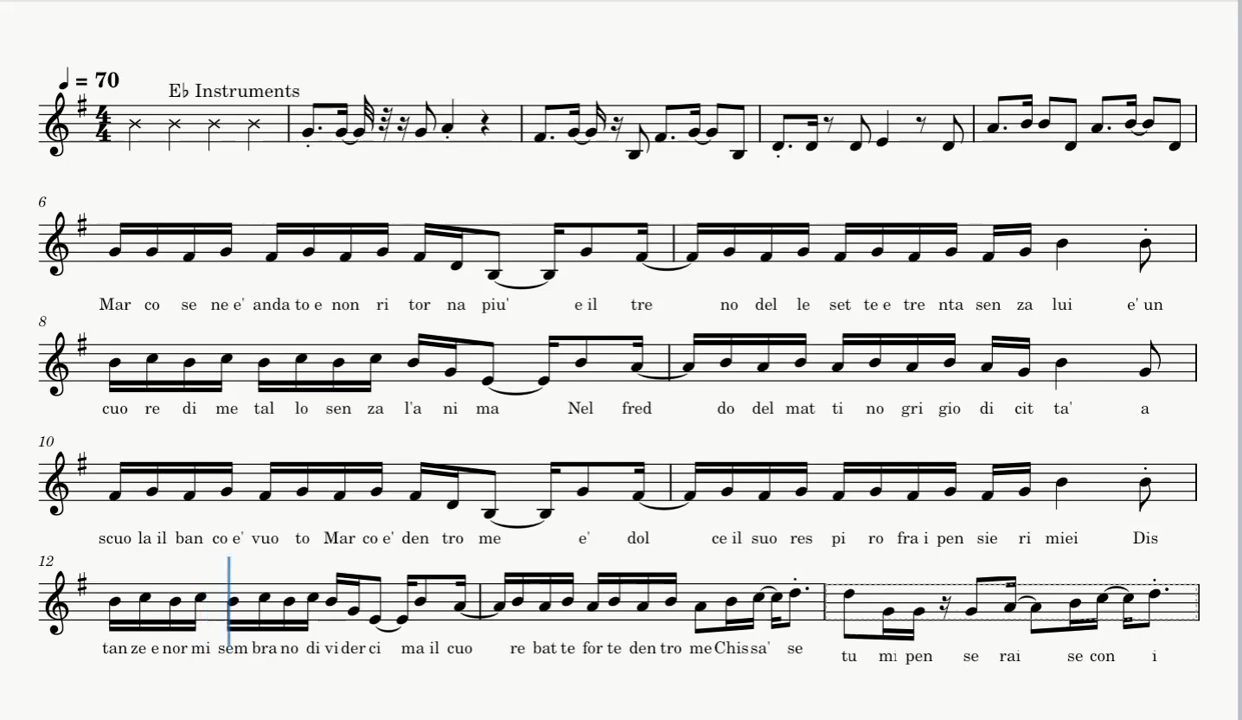 = 70
E♭ Instruments
4
4
6
Mar co se ne e' anda to e non ri tor na piu' e il tre no del le set te e tre nta sen za lui e' un
8
cuo re di me tal lo sen za l'a ni ma Nel fred do del mat ti no gri gio di cit ta' a
10
scuo la il ban co e' vuo to Mar co e' den tro me e' dol ce il suo res pi ro fra i pen sie ri miei Dis
12
tan ze e nor mi sem bra no di vi der ci ma il cuo re bat te for te den tro me Chis sa' se tu mi pen se rai se con i